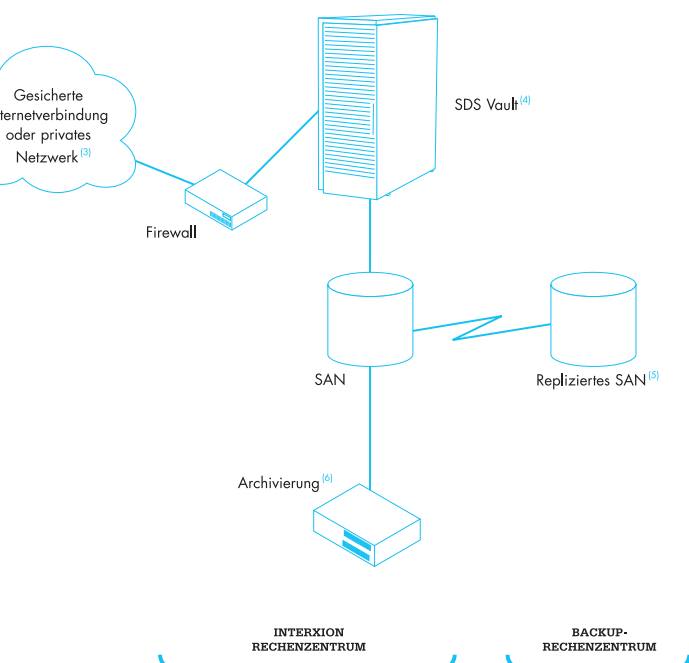 Gesicherte
ternetverbindung
oder privates
Netzwerk (3)
SDS Vault (4)
Firewall
SAN
Repliziertes SAN (5)
Archivierung (6)
INTERXION
RECHENZENTRUM
BACKUP-
RECHENZENTRUM